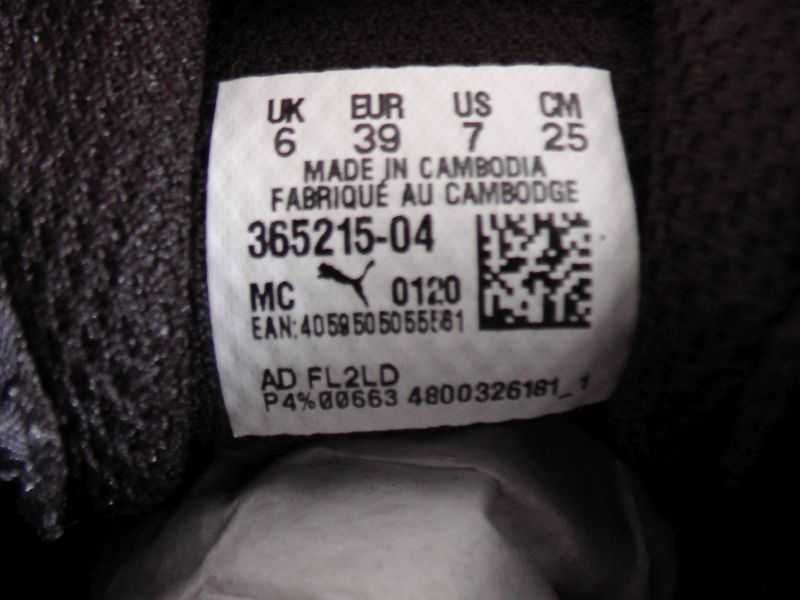 UK EUR US CM
6 39 7 25
MADE IN CAMBODIA
FABRIQUÉ AU CAMBODGE
365215-04
MC 0120
EAN:4059505055581
AD FL2LD
P4%00663 4800326181_1